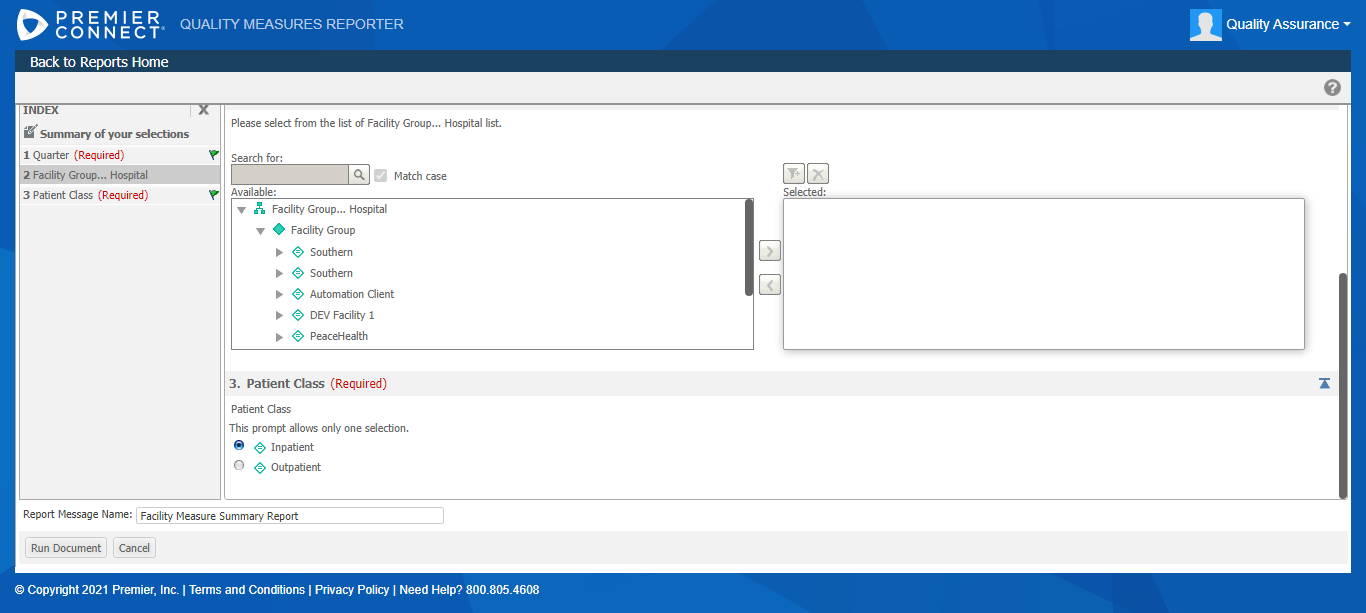 PREMIER CONNECT QUALITY MEASURES REPORTER
Quality Assurance
Back to Reports Home
INDEX
Summary of your selections
1 Quarter (Required)
2 Facility Group... Hospital
3 Patient Class (Required)
Please select from the list of Facility Group... Hospital list.
Search for:
Match case
Available:
Facility Group... Hospital
Facility Group
Southern
Southern
Automation Client
DEV Facility 1
PeaceHealth
Selected:
3. Patient Class (Required)
Patient Class
This prompt allows only one selection.
Inpatient
Outpatient
Report Message Name: Facility Measure Summary Report
Run Document Cancel
© Copyright 2021 Premier, Inc. | Terms and Conditions | Privacy Policy | Need Help? 800.805.4608